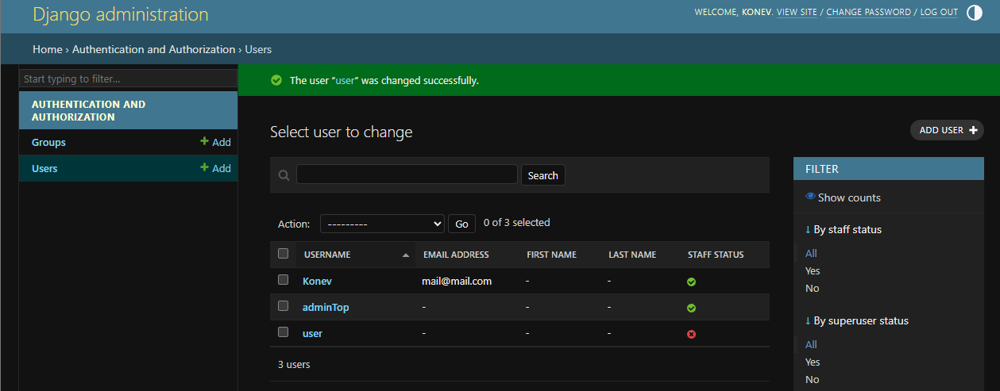 Django administration
WELCOME, KONEV. VIEW SITE / CHANGE PASSWORD / LOG OUT
Home › Authentication and Authorization › Users
Start typing to filter...
AUTHENTICATION AND
AUTHORIZATION
Groups + Add
Users + Add
The user “user” was changed successfully.
Select user to change
ADD USER +
Search
Action: --------- Go 0 of 3 selected
USERNAME EMAIL ADDRESS FIRST NAME LAST NAME STAFF STATUS
Konev mail@mail.com - -
adminTop - - -
user - - -
3 users
FILTER
Show counts
↓ By staff status
All
Yes
No
↓ By superuser status
All
Yes
No